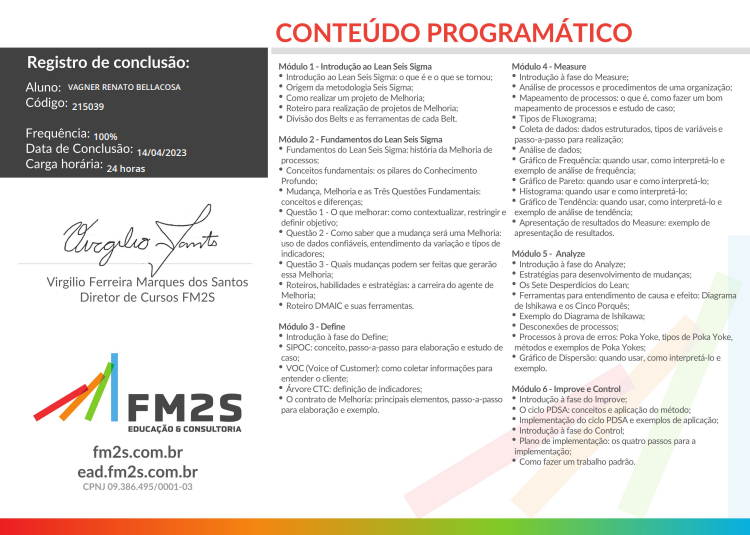 CONTEÚDO PROGRAMÁTICO
Registro de conclusão:
Aluno: VAGNER RENATO BELLACOSA
Código: 215039
Frequência: 100%
Data de Conclusão: 14/04/2023
Carga horária: 24 horas
Virgilio Santos
Virgilio Ferreira Marques dos Santos
Diretor de Cursos FM2S
FM2S
EDUCAÇÃO & CONSULTORIA
fm2s.com.br
ead.fm2s.com.br
CPNJ 09.386.495/0001-03
Módulo 1 - Introdução ao Lean Seis Sigma
• Introdução ao Lean Seis Sigma: o que é e o que se tornou;
• Origem da metodologia Seis Sigma;
• Como realizar um projeto de Melhoria;
• Roteiro para realização de projetos de Melhoria;
• Divisão dos Belts e as ferramentas de cada Belt.
Módulo 2 - Fundamentos do Lean Seis Sigma
• Fundamentos do Lean Seis Sigma: história da Melhoria de
processos;
• Conceitos fundamentais: os pilares do Conhecimento
Profundo;
• Mudança, Melhoria e as Três Questões Fundamentais:
conceitos e diferenças;
• Questão 1 - O que melhorar: como contextualizar, restringir e
definir objetivo;
• Questão 2 - Como saber que a mudança será uma Melhoria:
uso de dados confiáveis, entendimento da variação e tipos de
indicadores;
• Questão 3 - Quais mudanças podem ser feitas que gerarão
essa Melhoria;
• Roteiros, habilidades e estratégias: a carreira do agente de
Melhoria;
• Roteiro DMAIC e suas ferramentas.
Módulo 3 - Define
• Introdução à fase do Define;
• SIPOC: conceito, passo-a-passo para elaboração e estudo de
caso;
• VOC (Voice of Customer): como coletar informações para
entender o cliente;
• Árvore CTC: definição de indicadores;
• O contrato de Melhoria: principais elementos, passo-a-passo
para elaboração e exemplo.
Módulo 4 - Measure
• Introdução à fase do Measure;
• Análise de processos e procedimentos de uma organização;
• Mapeamento de processos: o que é, como fazer um bom
mapeamento de processos e estudo de caso;
• Tipos de Fluxograma;
• Coleta de dados: dados estruturados, tipos de variáveis e
passo-a-passo para realização;
• Análise de dados;
• Gráfico de Frequência: quando usar, como interpretá-lo e
exemplo de análise de frequência;
• Gráfico de Pareto: quando usar e como interpretá-lo;
• Histograma: quando usar e como interpretá-lo;
• Gráfico de Tendência: quando usar, como interpretá-lo e
exemplo de análise de tendência;
• Apresentação de resultados do Measure: exemplo de
apresentação de resultados.
Módulo 5 - Analyze
• Introdução à fase do Analyze;
• Estratégias para desenvolvimento de mudanças;
• Os Sete Desperdícios do Lean;
• Ferramentas para entendimento de causa e efeito: Diagrama
de Ishikawa e os Cinco Porquês;
• Exemplo do Diagrama de Ishikawa;
• Desconexões de processos;
• Processos à prova de erros: Poka Yoke, tipos de Poka Yoke,
métodos e exemplos de Poka Yokes;
• Gráfico de Dispersão: quando usar, como interpretá-lo e
exemplo.
Módulo 6 - Improve e Control
• Introdução à fase do Improve;
• O ciclo PDSA: conceitos e aplicação do método;
• Implementação do ciclo PDSA e exemplos de aplicação;
• Introdução à fase do Control;
• Plano de implementação: os quatro passos para a
implementação;
• Como fazer um trabalho padrão.